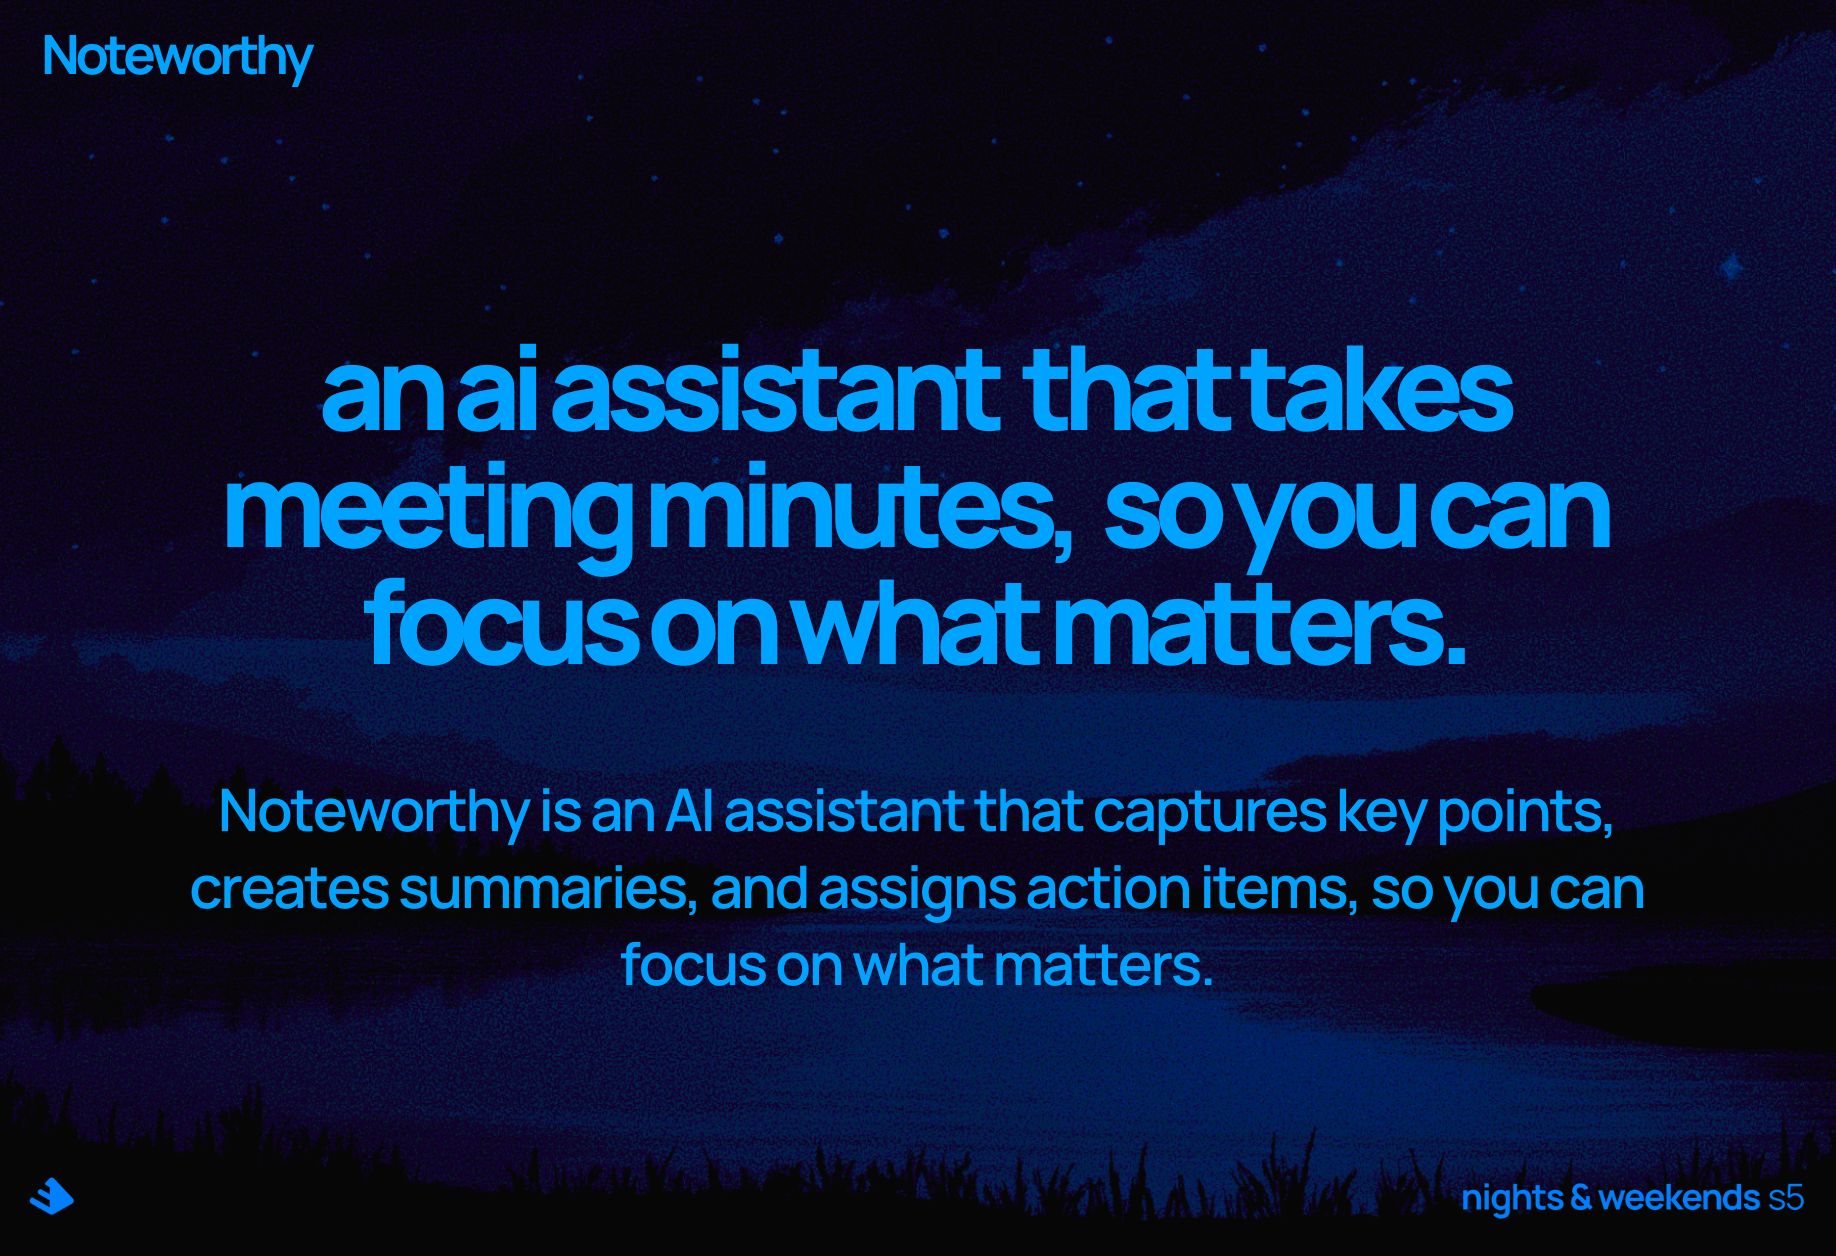 Noteworthy
an ai assistant that takes
meeting minutes, so you can
focus on what matters.
Noteworthy is an AI assistant that captures key points,
creates summaries, and assigns action items, so you can
focus on what matters.
nights & weekends s5